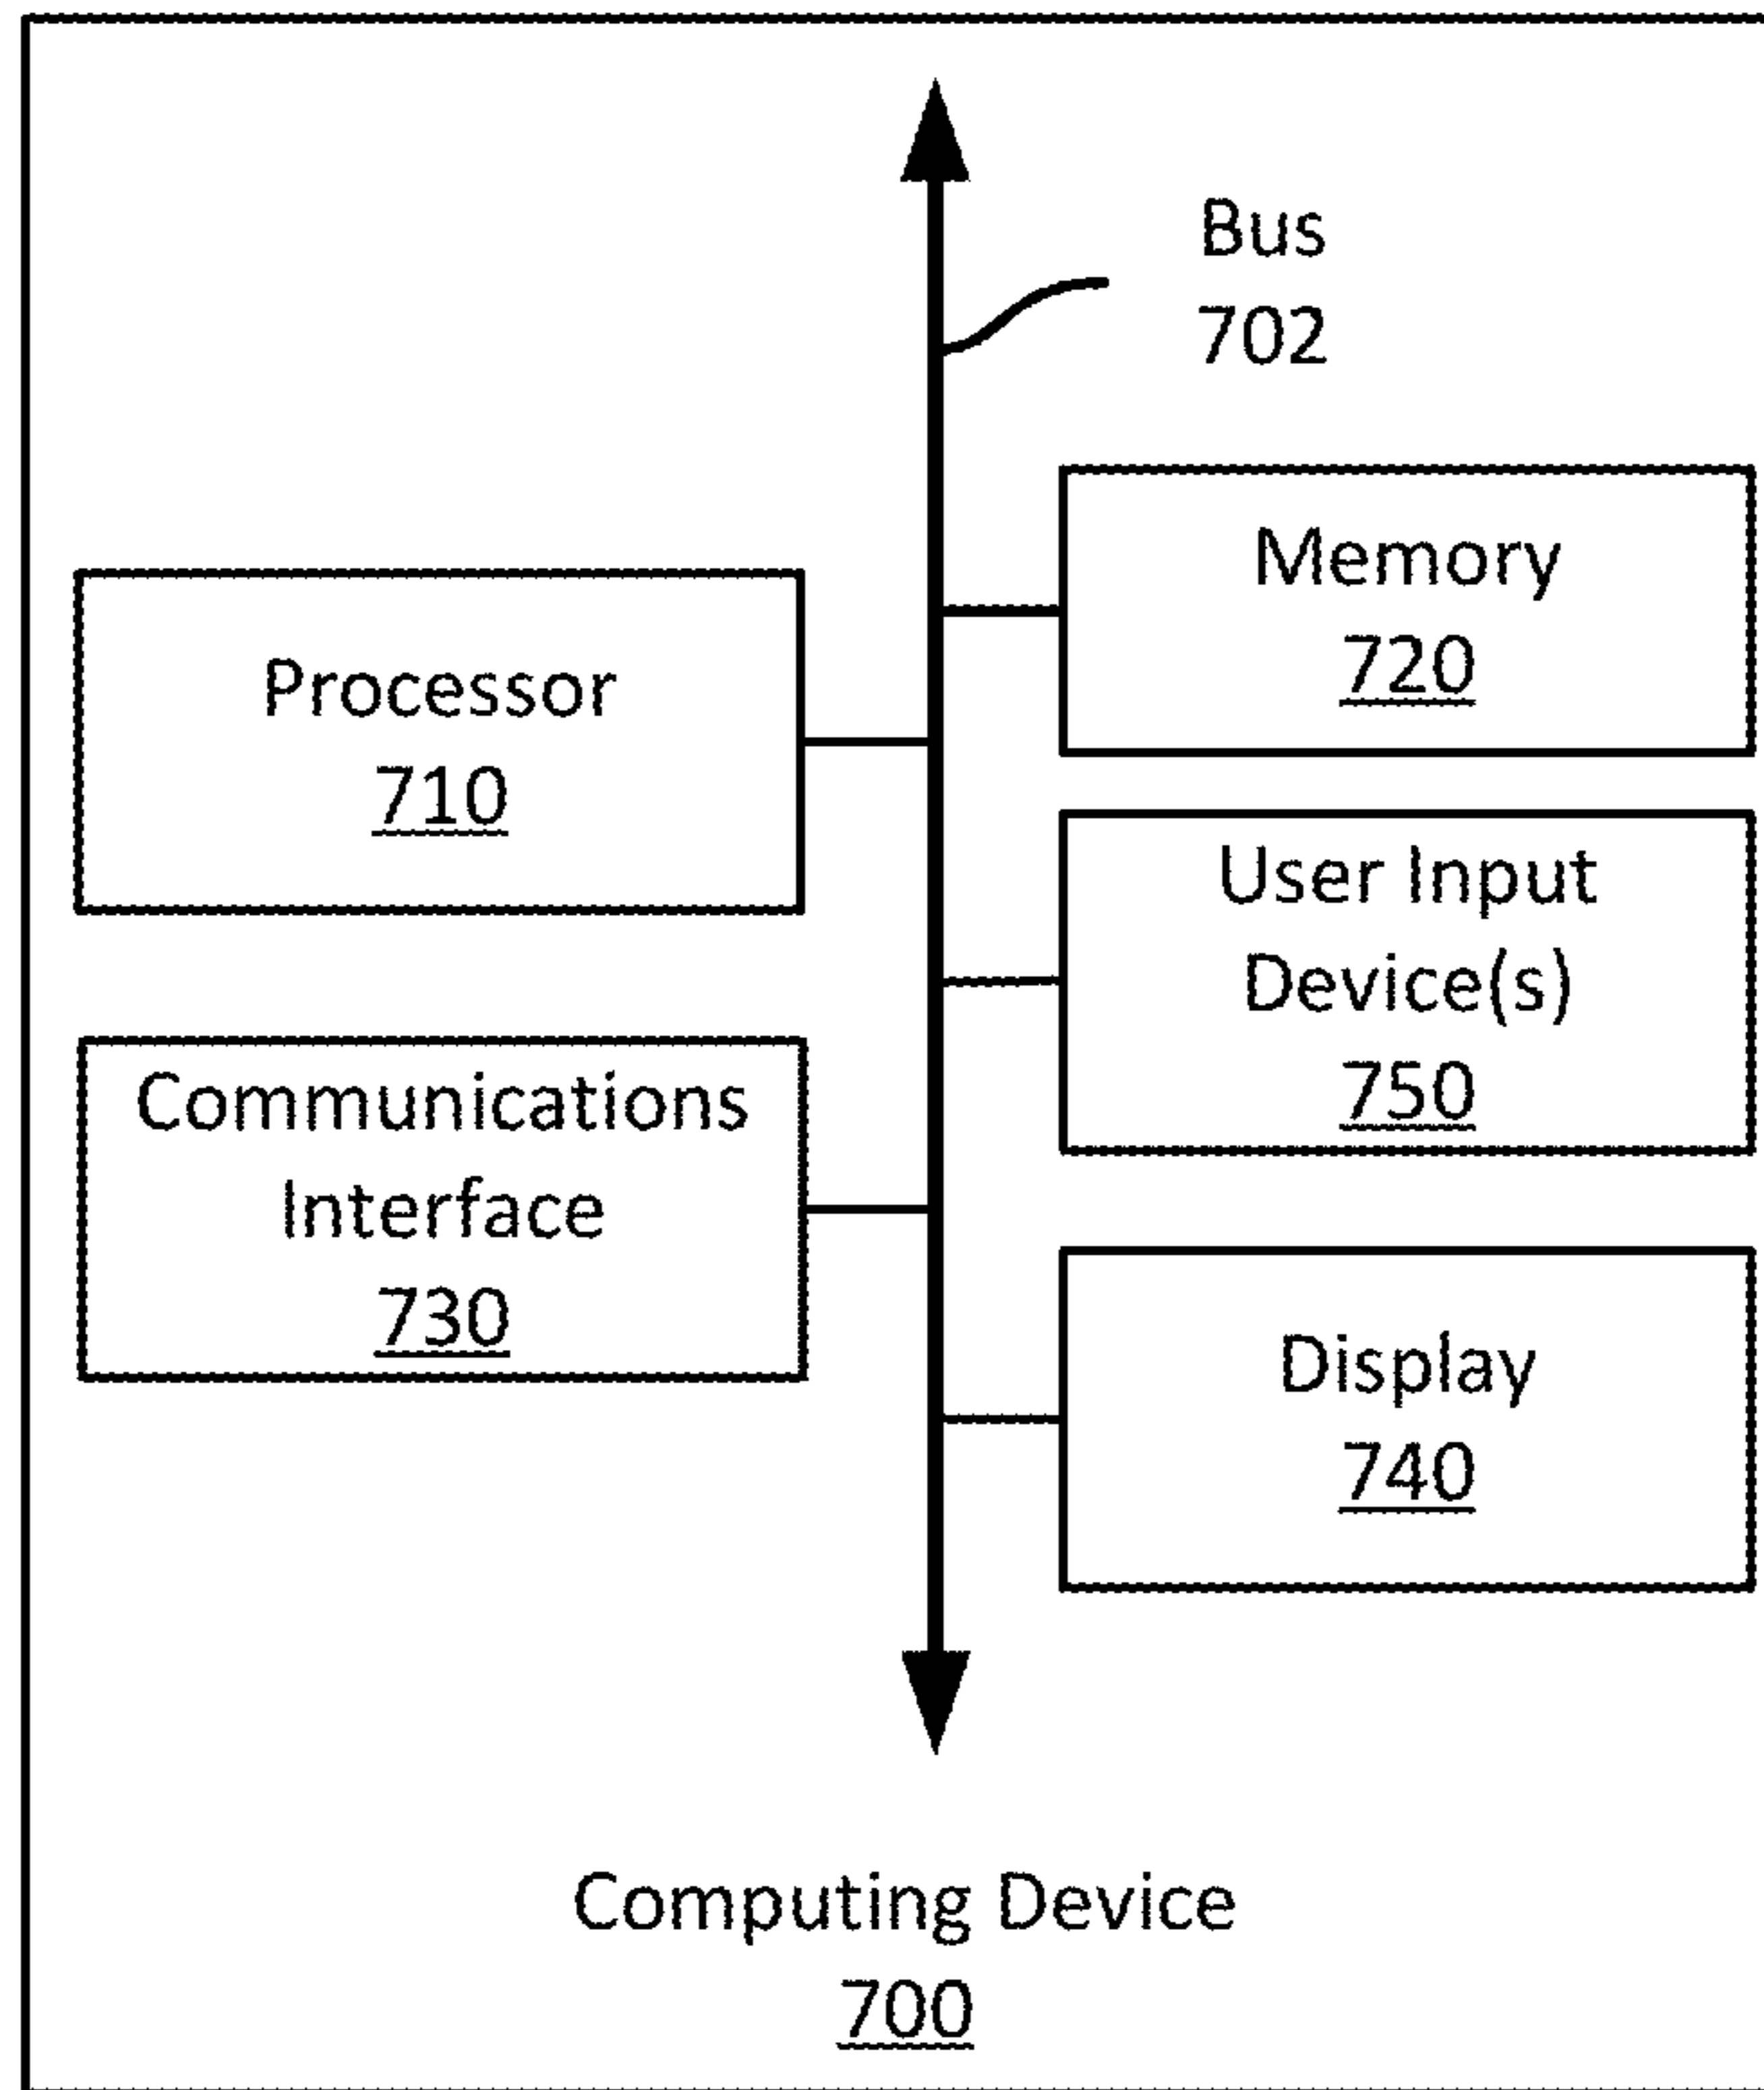 Bus
702
Memory
720
Processor
710
User Input
Device(s)
750
Communications
Interface
730
Display
740
Computing Device
700